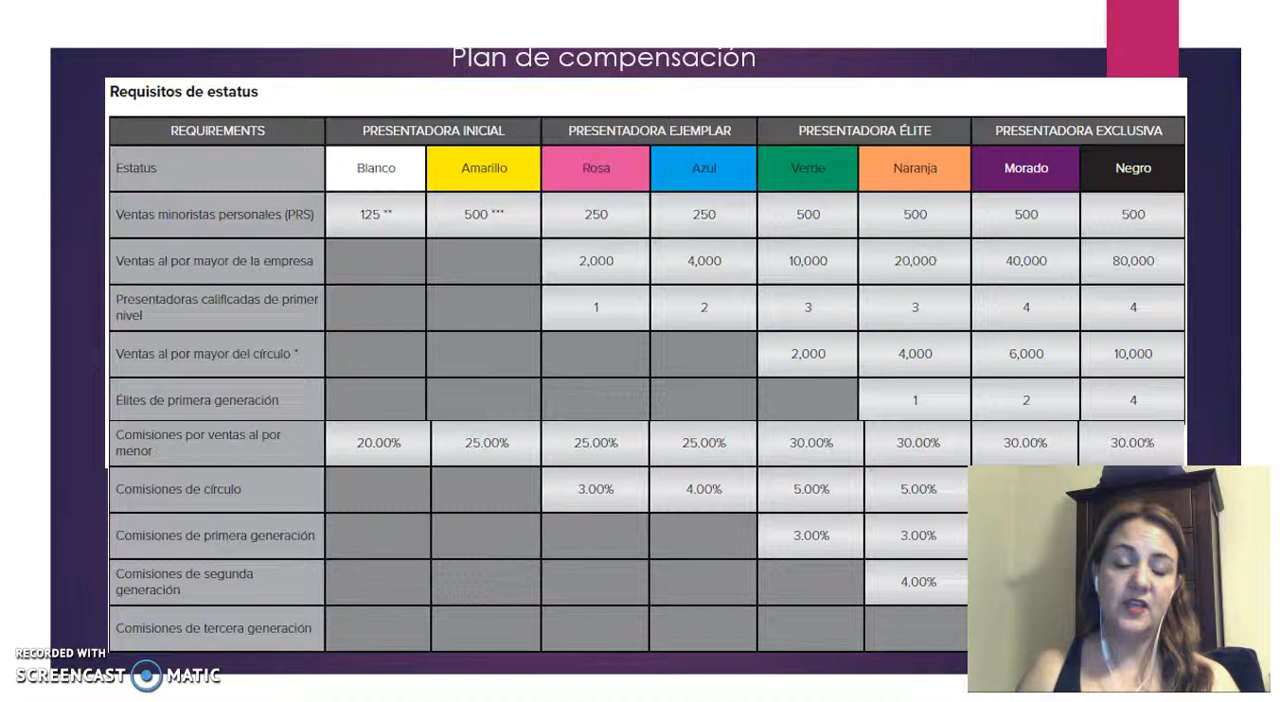 Plan de compensación
Requisitos de estatus
REQUIREMENTS PRESENTADORA INICIAL PRESENTADORA EJEMPLAR PRESENTADORA ÉLITE PRESENTADORA EXCLUSIVA
Estatus Blanco Amarillo Rosa Azul Verde Naranja Morado Negro
Ventas minoristas personales (PRS) 125 ** 500 *** 250 250 500 500 500 500
Ventas al por mayor de la empresa 2,000 4,000 10,000 20,000 40,000 80,000
Presentadoras calificadas de primer
nivel 1 2 3 3 4 4
Ventas al por mayor del círculo * 2,000 4,000 6,000 10,000
Élites de primera generación 1 2 4
Comisiones por ventas al por
menor 20.00% 25.00% 25.00% 25.00% 30.00% 30.00% 30.00% 30.00%
Comisiones de círculo 3.00% 4.00% 5.00% 5.00%
Comisiones de primera generación 3.00% 3.00%
Comisiones de segunda
generación 4.00%
Comisiones de tercera generación
RECORDED WITH
SCREENCAST MATIC